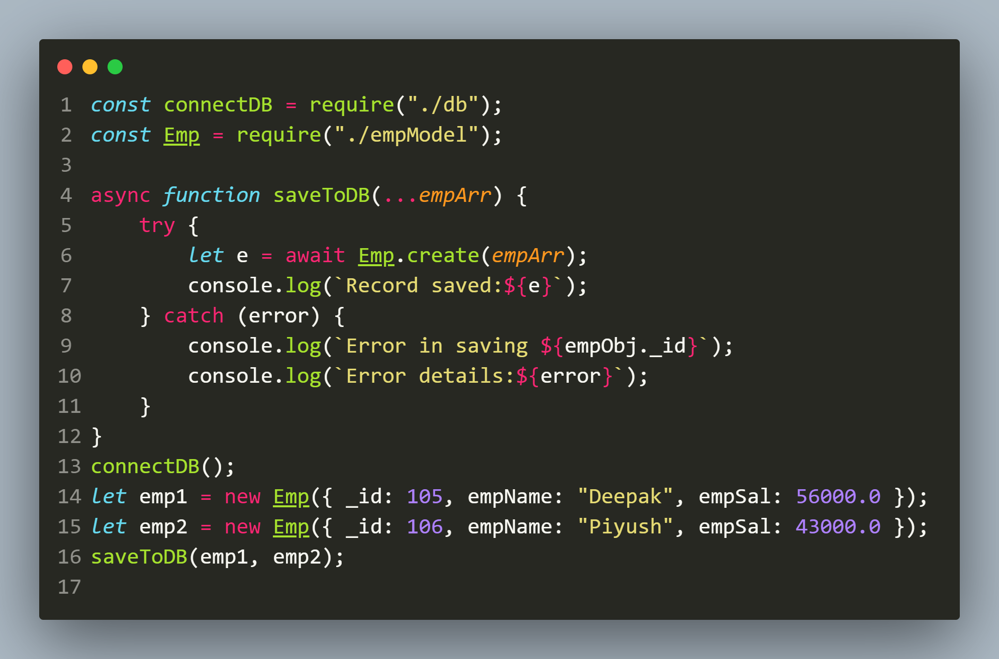 1 const connectDB = require("./db");
2 const Emp = require("./empModel");
3
4 async function saveToDB(...empArr) {
5     try {
6         let e = await Emp.create(empArr);
7         console.log(`Record saved:${e}`);
8     } catch (error) {
9         console.log(`Error in saving ${empObj._id}`);
10         console.log(`Error details:${error}`);
11     }
12 }
13 connectDB();
14 let emp1 = new Emp({ _id: 105, empName: "Deepak", empSal: 56000.0 });
15 let emp2 = new Emp({ _id: 106, empName: "Piyush", empSal: 43000.0 });
16 saveToDB(emp1, emp2);
17